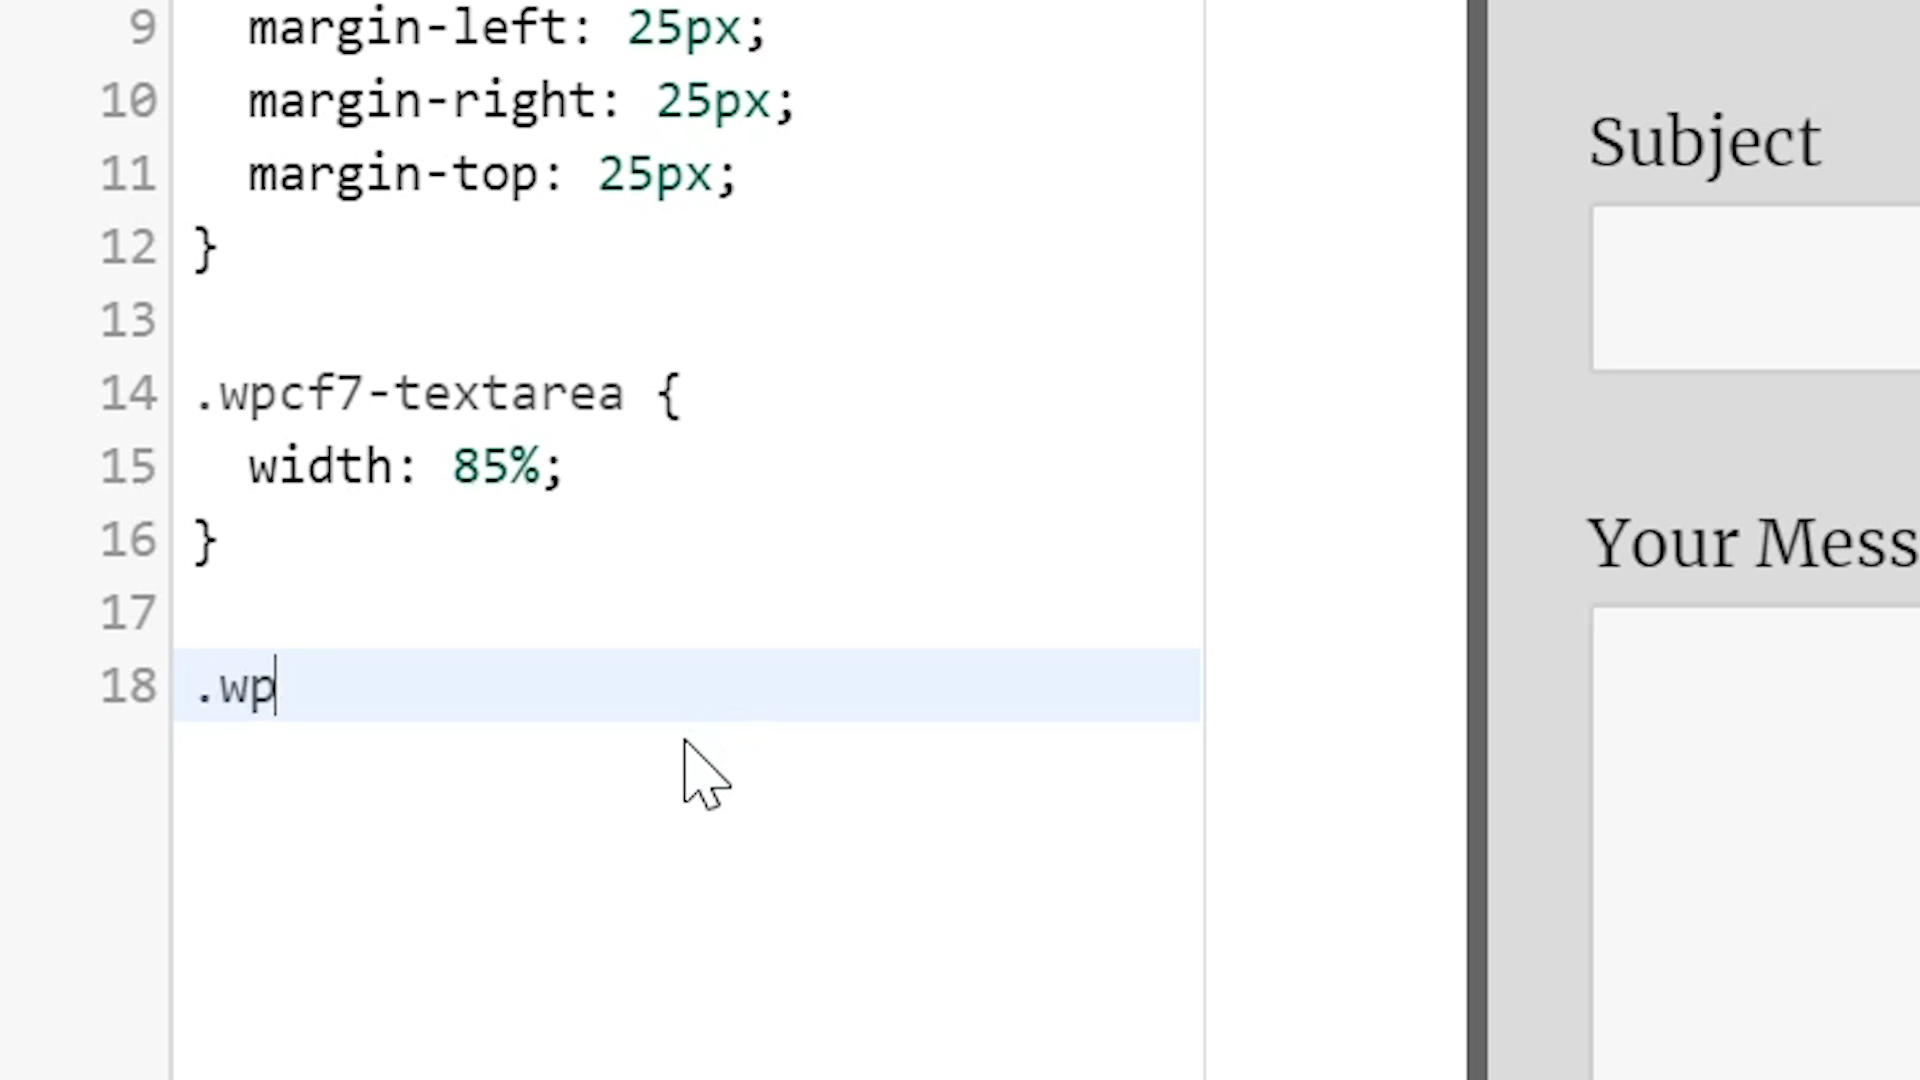 9 margin-left: 25px;
10 margin-right: 25px;
11 margin-top: 25px;
12 }
13
14 .wpcf7-textarea {
15 width: 85%;
16 }
17
18 .wp
Subject
Your Mess